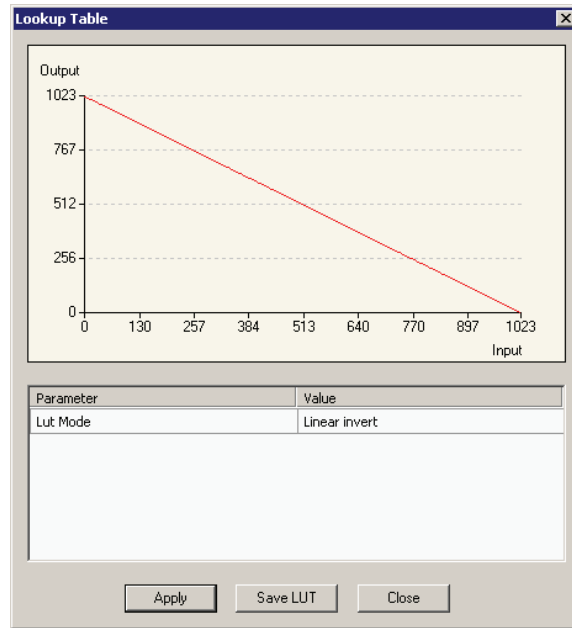 Lookup Table
Output
1023
767
512
256
0
0 130 257 384 513 640 770 897 1023
Input
Parameter Value
Lut Mode Linear invert
Apply Save LUT Close